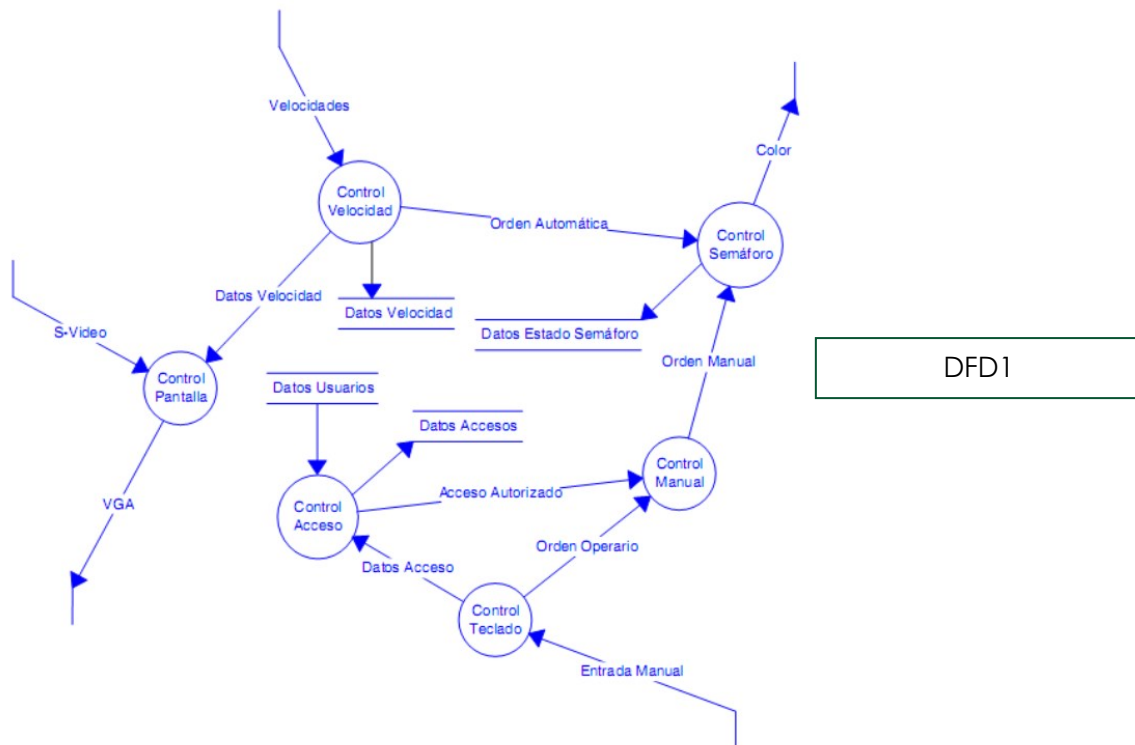 Velocidades
Color
Control
Velocidad
Orden Automática
Control
Semáforo
Datos Velocidad
Datos Velocidad
S-Video
Datos Estado Semáforo
Orden Manual
DFD1
Control
Pantalla
Datos Usuarios
Datos Accesos
Control
Manual
VGA
Acceso Autorizado
Control
Acceso
Orden Operario
Datos Acceso
Control
Teclado
Entrada Manual